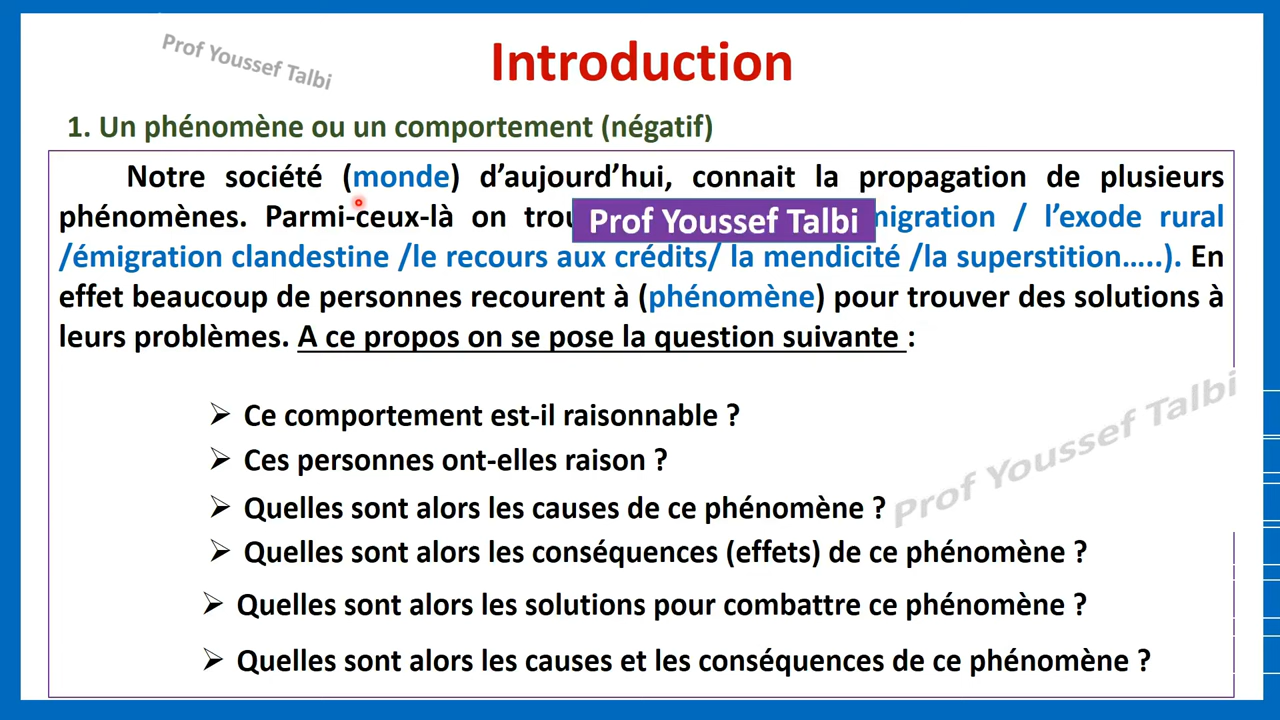 Prof Youssef Talbi
Introduction
1. Un phénomène ou un comportement (négatif)
Notre société (monde) d’aujourd’hui, connait la propagation de plusieurs
phénomènes. Parmi-ceux-là on Prof Youssef Talbi / l’exode rural
/émigration clandestine /le recours aux crédits/ la mendicité /la superstition…..). En
effet beaucoup de personnes recourent à (phénomène) pour trouver des solutions à
leurs problèmes. A ce propos on se pose la question suivante :
➢ Ce comportement est-il raisonnable ?
➢ Ces personnes ont-elles raison ?
➢ Quelles sont alors les causes de ce phénomène ?
➢ Quelles sont alors les conséquences (effets) de ce phénomène ?
➢ Quelles sont alors les solutions pour combattre ce phénomène ?
➢ Quelles sont alors les causes et les conséquences de ce phénomène ?
Prof Youssef Talbi